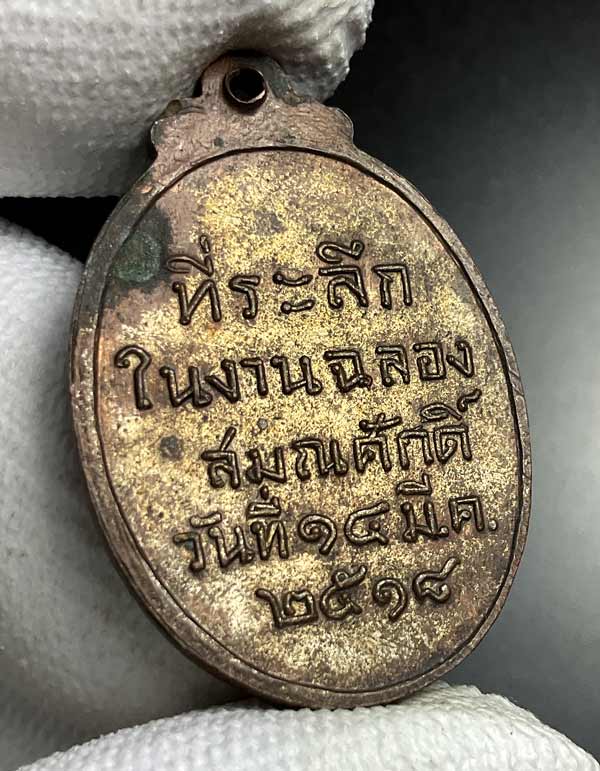 ที่ระลึก
ในงานฉลอง
สมณศักดิ์
วันที่ ๑๔ มี.ค.
๒๕๑๘